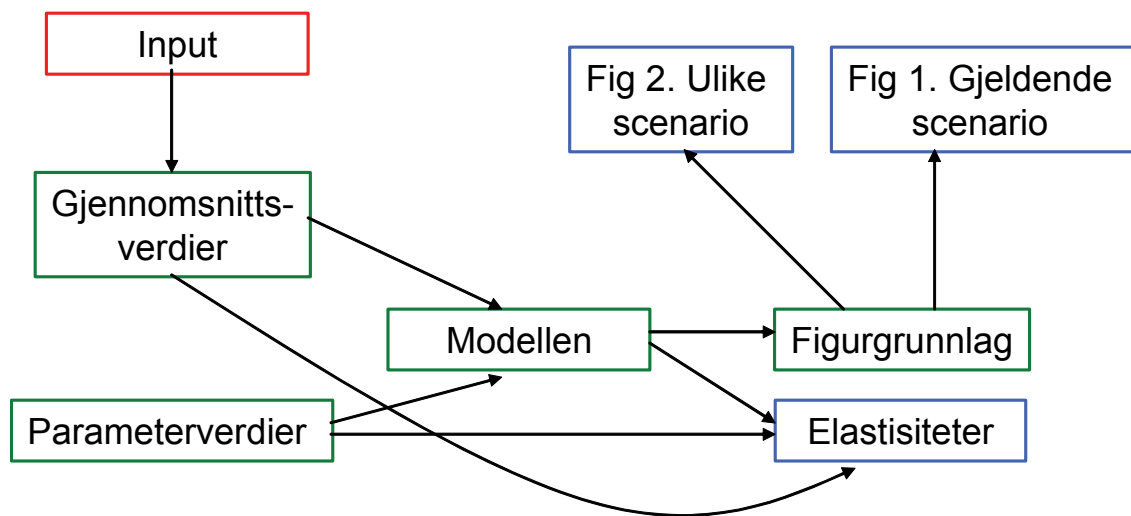 Input
Fig 2. Ulike
scenario
Fig 1. Gjeldende
scenario
Gjennomsnitts-
verdier
Modellen
Figurgrunnlag
Parameterverdier
Elastisiteter